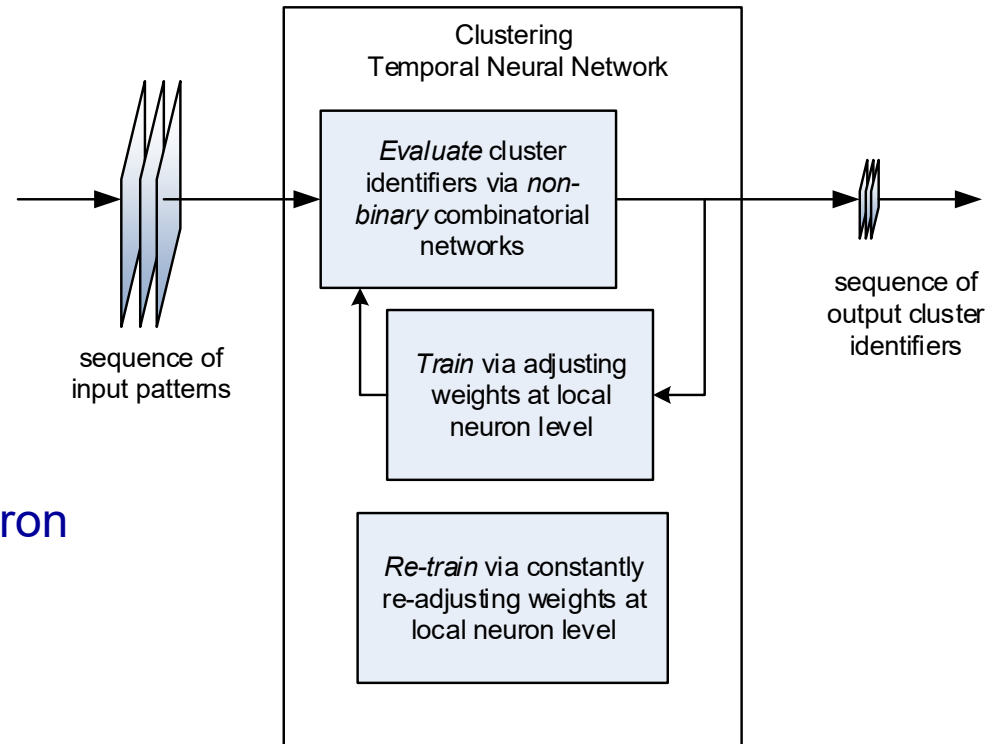 Clustering
Temporal Neural Network
Evaluate cluster
identifiers via non-
binary combinatorial
networks
sequence of
output cluster
identifiers
sequence of
input patterns
Train via adjusting
weights at local
neuron level
ron
Re-train via constantly
re-adjusting weights at
local neuron level